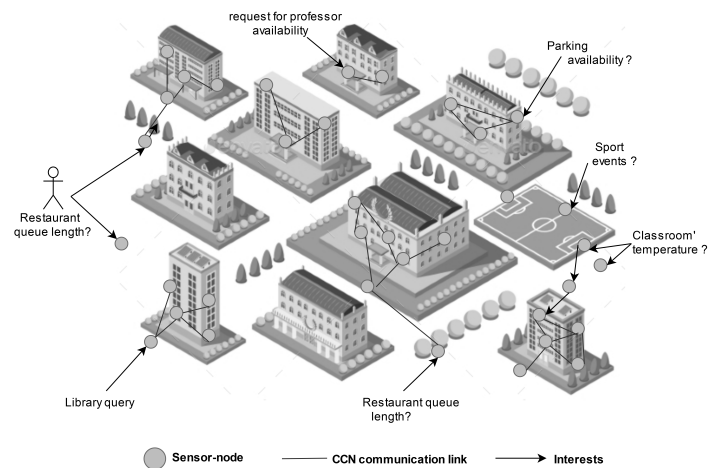 request for professor
availability
Parking
availability ?
Sport
events ?
Restaurant
queue length?
Classroom'
temperature ?
Library query
Restaurant queue
length?
Sensor-node
CCN communication link
Interests